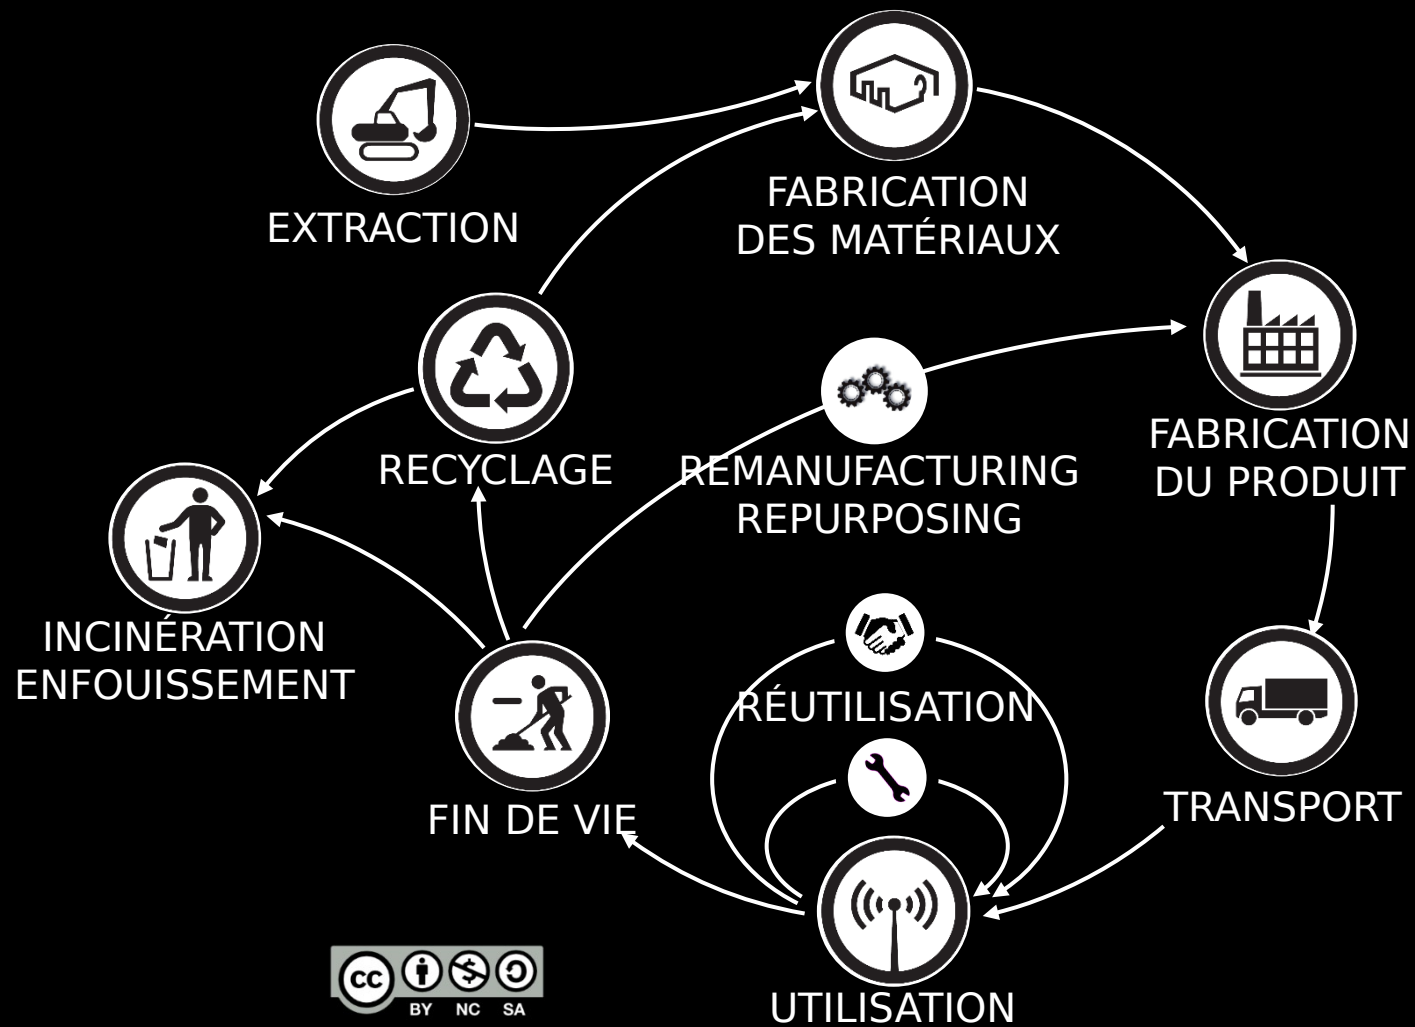 EXTRACTION
FABRICATION
DES MATÉRIAUX
RECYCLAGE
REMANUFACTURING
REPURPOSING
FABRICATION
DU PRODUIT
INCINÉRATION
ENFOUISSEMENT
RÉUTILISATION
FIN DE VIE
TRANSPORT
UTILISATION
cc
BY NC SA